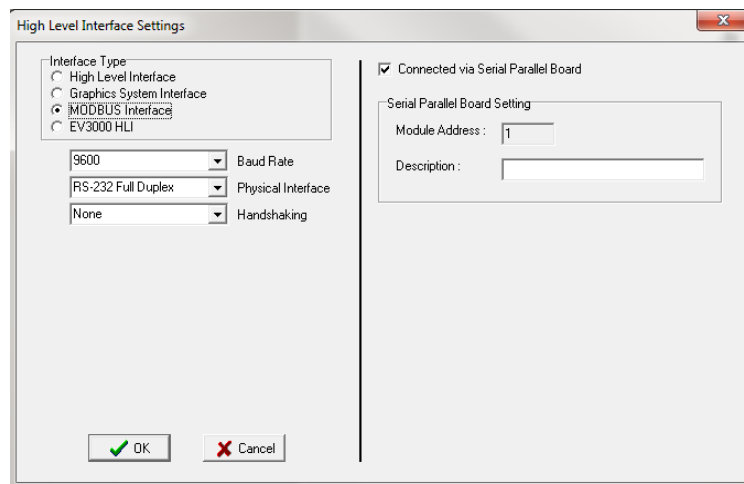 High Level Interface Settings
Interface Type
High Level Interface
Graphics System Interface
MODBUS Interface
EV3000 HLI
9600 Baud Rate
RS-232 Full Duplex Physical Interface
None Handshaking
OK Cancel
Connected via Serial Parallel Board
Serial Parallel Board Setting
Module Address : 1
Description :